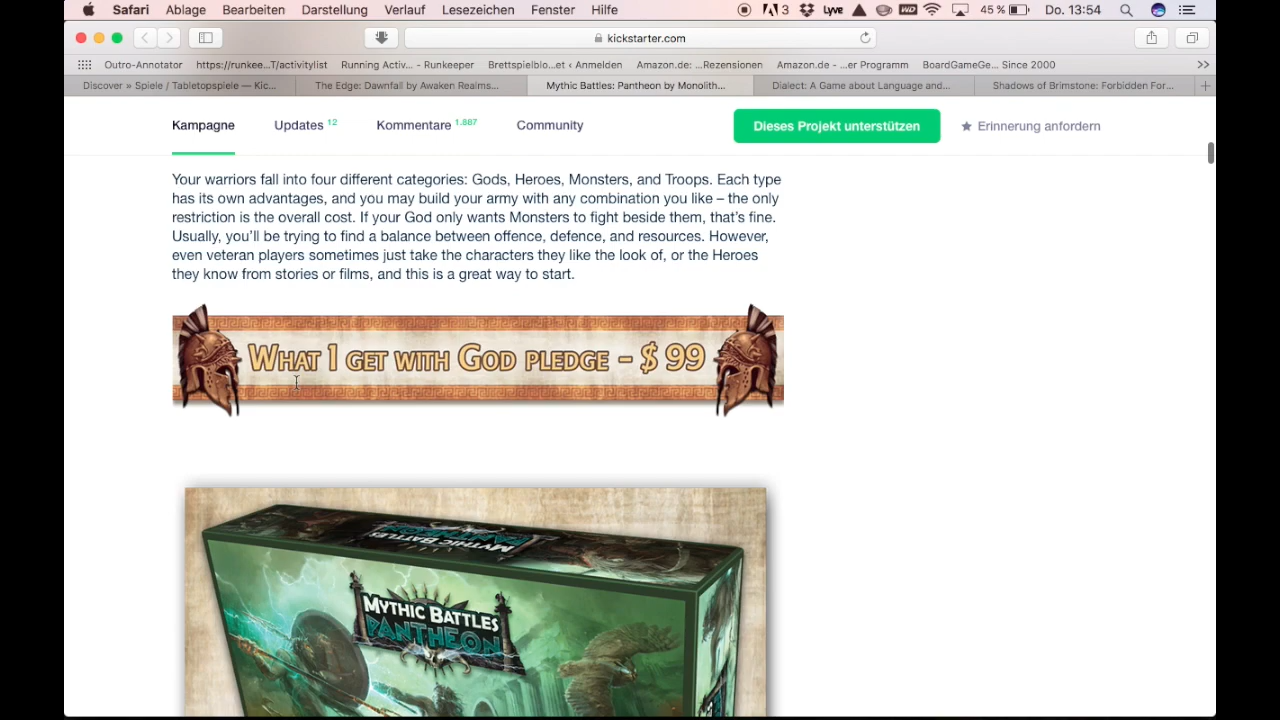 Safari Ablage Bearbeiten Darstellung Verlauf Lesezeichen Fenster Hilfe 3 Lyve WD 45 % Do. 13:54
kickstarter.com
Outro-Annotator https://runkee...T/activitylist Running Activ... - Runkeeper Brettspielblo...et ‹ Anmelden Amazon.de: ...Rezensionen Amazon.de - ...er Programm BoardGameGe... Since 2000 >>
Discover » Spiele / Tabletopspiele — Kic... The Edge: Dawnfall by Awaken Realms... Mythic Battles: Pantheon by Monolith... Dialect: A Game about Language and... Shadows of Brimstone: Forbidden For...
Kampagne Updates 12 Kommentare 1.887 Community Dieses Projekt unterstützen Erinnerung anfordern
Your warriors fall into four different categories: Gods, Heroes, Monsters, and Troops. Each type
has its own advantages, and you may build your army with any combination you like – the only
restriction is the overall cost. If your God only wants Monsters to fight beside them, that's fine.
Usually, you'll be trying to find a balance between offence, defence, and resources. However,
even veteran players sometimes just take the characters they like the look of, or the Heroes
they know from stories or films, and this is a great way to start.
What I get with God pledge – $ 99
MYTHIC BATTLES
PANTHEON
MYTHIC BATTLES
PANTHEON